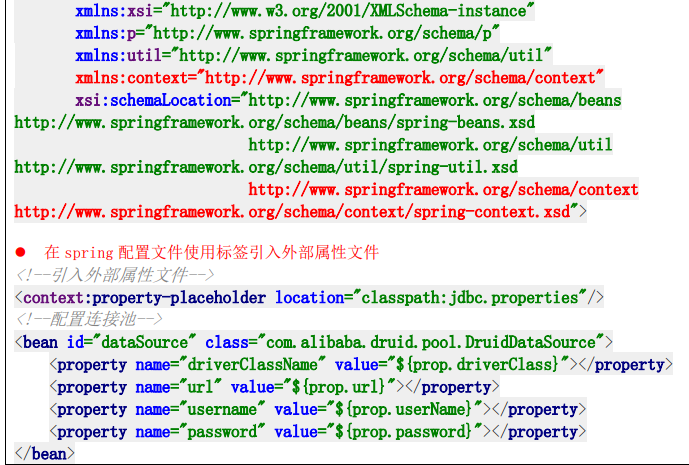 xmlns:xsi="http://www.w3.org/2001/XMLSchema-instance"
xmlns:p="http://www.springframework.org/schema/p"
xmlns:util="http://www.springframework.org/schema/util"
xmlns:context="http://www.springframework.org/schema/context"
xsi:schemaLocation="http://www.springframework.org/schema/beans
http://www.springframework.org/schema/beans/spring-beans.xsd
http://www.springframework.org/schema/util
http://www.springframework.org/schema/util/spring-util.xsd
http://www.springframework.org/schema/context
http://www.springframework.org/schema/context/spring-context.xsd">
● 在 spring 配置文件使用标签引入外部属性文件
<!--引入外部属性文件-->
<context:property-placeholder location="classpath:jdbc.properties"/>
<!--配置连接池-->
<bean id="dataSource" class="com.alibaba.druid.pool.DruidDataSource">
<property name="driverClassName" value="${prop.driverClass}"></property>
<property name="url" value="${prop.url}"></property>
<property name="username" value="${prop.userName}"></property>
<property name="password" value="${prop.password}"></property>
</bean>